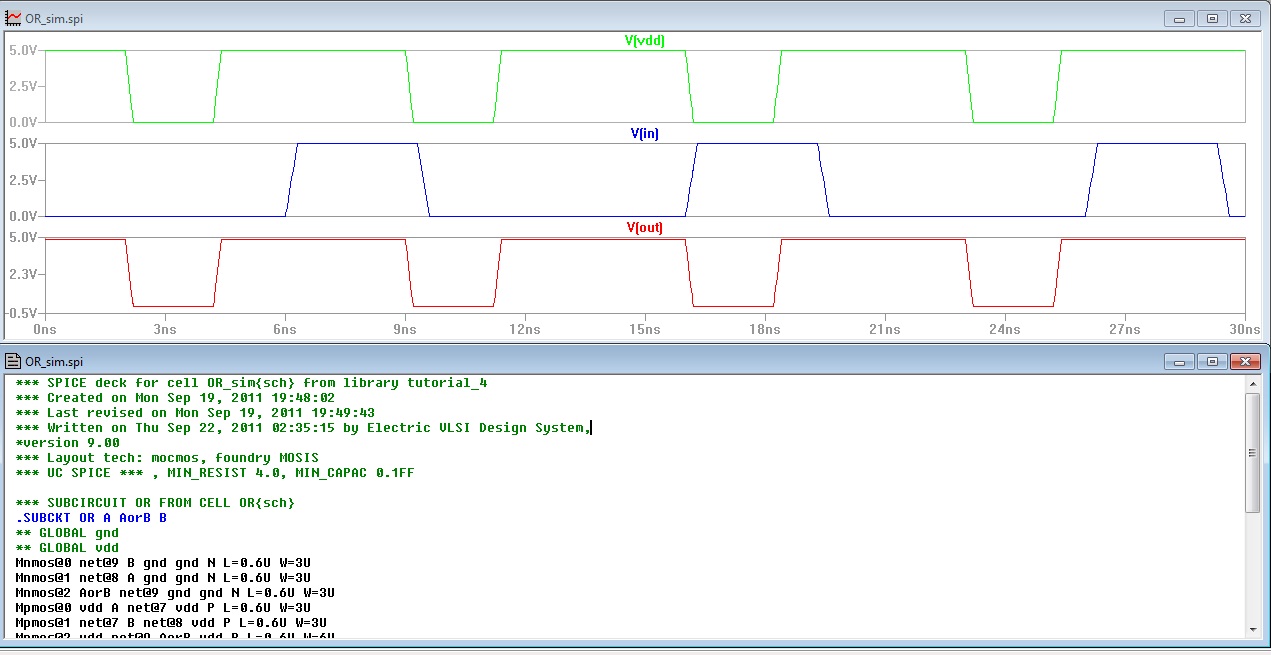 OR_sim.spi
V(vdd)
5.0V
2.5V
0.0V
V(in)
5.0V
2.5V
0.0V
V(out)
5.0V
2.3V
-0.5V
0ns 3ns 6ns 9ns 12ns 15ns 18ns 21ns 24ns 27ns 30ns
OR_sim.spi
*** SPICE deck for cell OR_sim{sch} from library tutorial_4
*** Created on Mon Sep 19, 2011 19:48:02
*** Last revised on Mon Sep 19, 2011 19:49:43
*** Written on Thu Sep 22, 2011 02:35:15 by Electric VLSI Design System,
*version 9.00
*** Layout tech: mocmos, foundry MOSIS
*** UC SPICE *** , MIN_RESIST 4.0, MIN_CAPAC 0.1FF
*** SUBCIRCUIT OR FROM CELL OR{sch}
.SUBCKT OR A AorB B
** GLOBAL gnd
** GLOBAL vdd
Mnmos@0 net@9 B gnd gnd N L=0.6U W=3U
Mnmos@1 net@8 A gnd gnd N L=0.6U W=3U
Mnmos@2 AorB net@9 gnd gnd N L=0.6U W=3U
Mpmos@0 vdd A net@7 vdd P L=0.6U W=3U
Mpmos@1 net@7 B net@8 vdd P L=0.6U W=3U